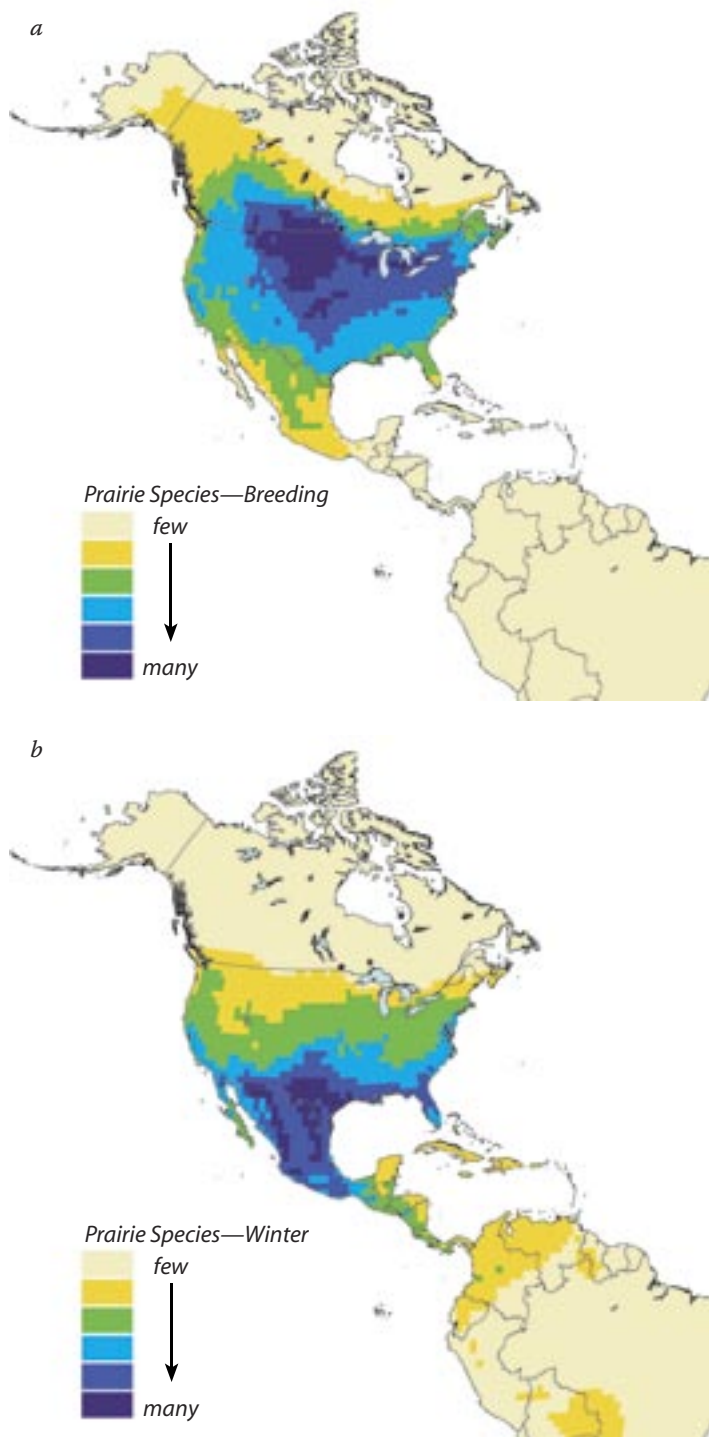 a
Prairie Species—Breeding
few
many
b
Prairie Species—Winter
few
many